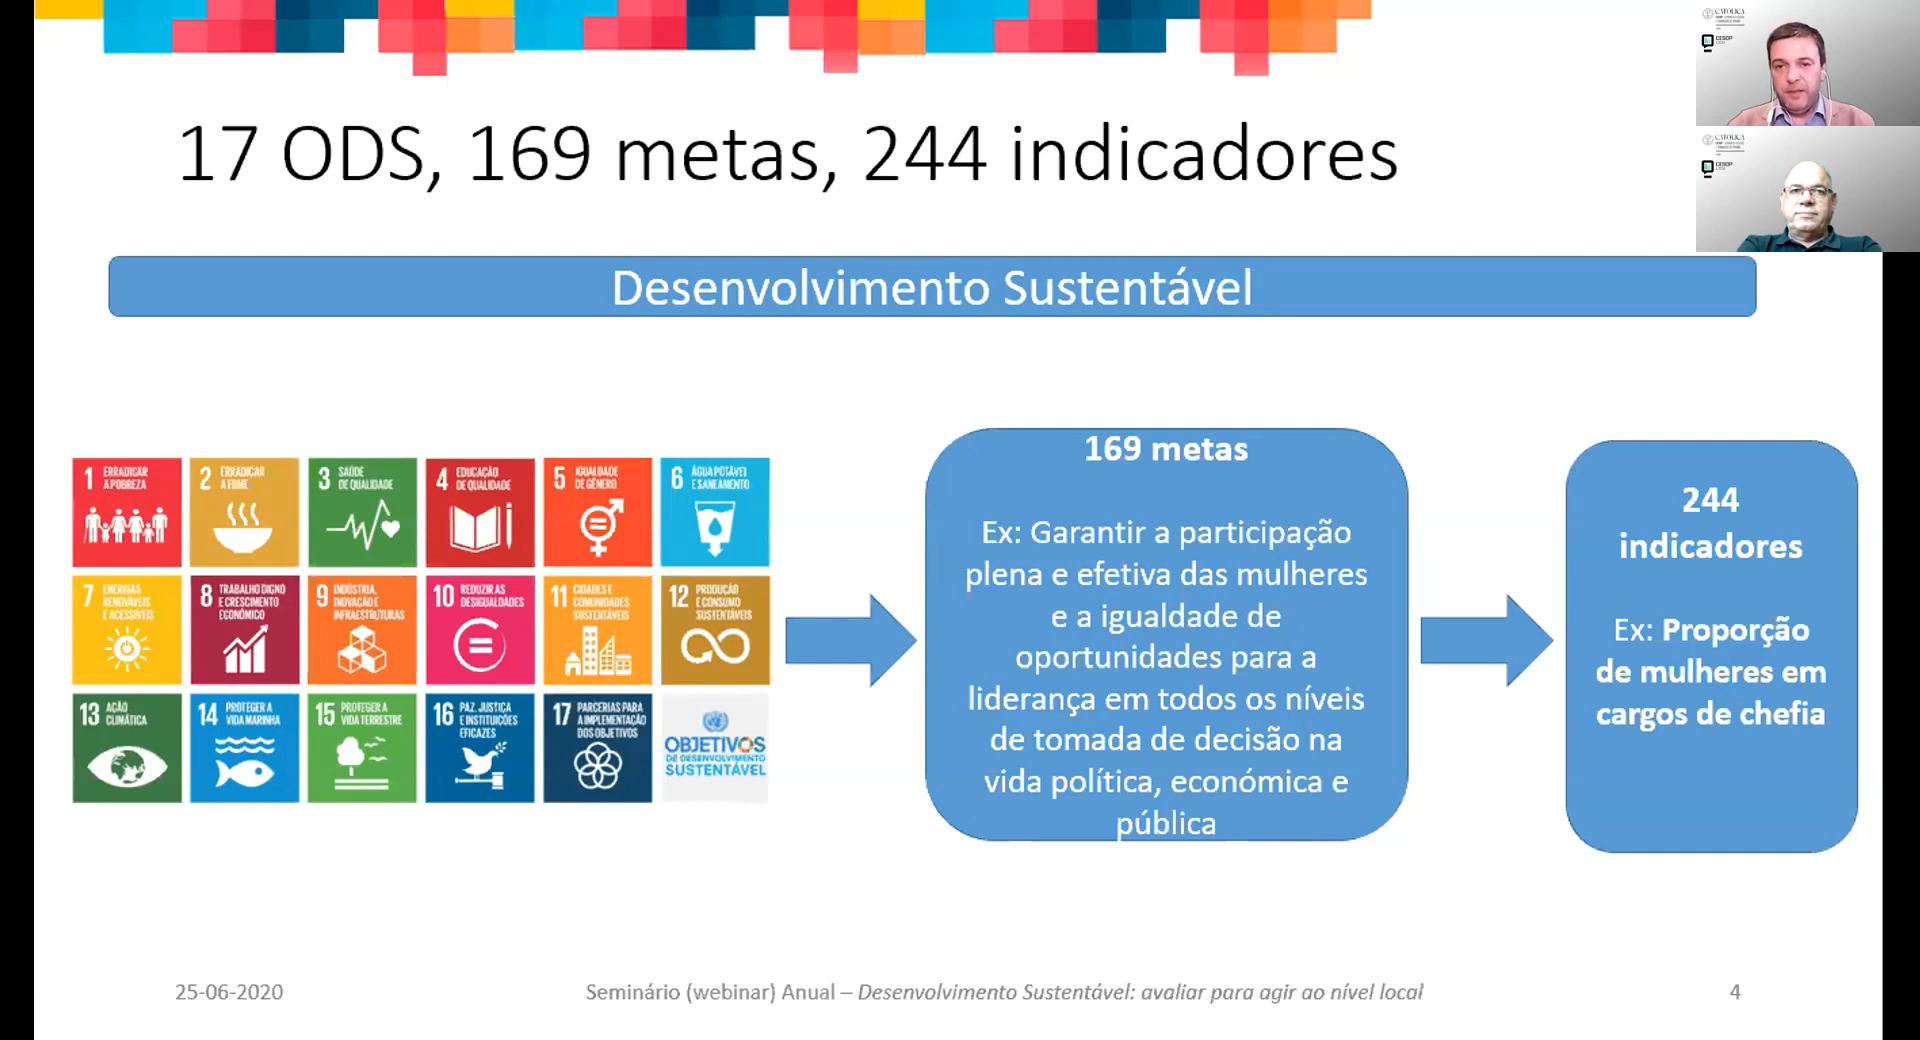 CATÓLICA
CESOP
CATÓLICA
CESOP
17 ODS, 169 metas, 244 indicadores
Desenvolvimento Sustentável
1 ERRADICAR
A POBREZA
2 ERRADICAR
A FOME
3 SAÚDE
DE QUALIDADE
4 EDUCAÇÃO
DE QUALIDADE
5 IGUALDADE
DE GÉNERO
6 ÁGUA POTÁVEL
E SANEAMENTO
7 ENERGIAS
RENOVÁVEIS
E ACESSÍVEIS
8 TRABALHO DIGNO
E CRESCIMENTO
ECONÓMICO
9 INDÚSTRIA,
INOVAÇÃO E
INFRAESTRUTURAS
10 REDUZIR AS
DESIGUALDADES
11 CIDADES E
COMUNIDADES
SUSTENTÁVEIS
12 PRODUÇÃO
E CONSUMO
SUSTENTÁVEIS
13 AÇÃO
CLIMÁTICA
14 PROTEGER A
VIDA MARINHA
15 PROTEGER A
VIDA TERRESTRE
16 PAZ, JUSTIÇA
E INSTITUIÇÕES
EFICAZES
17 PARCERIAS PARA
A IMPLEMENTAÇÃO
DOS OBJETIVOS
OBJETIVOS
DE DESENVOLVIMENTO
SUSTENTÁVEL
169 metas
Ex: Garantir a participação
plena e efetiva das mulheres
e a igualdade de
oportunidades para a
liderança em todos os níveis
de tomada de decisão na
vida política, económica e
pública
244
indicadores
Ex: Proporção
de mulheres em
cargos de chefia
25-06-2020
Seminário (webinar) Anual – Desenvolvimento Sustentável: avaliar para agir ao nível local
4